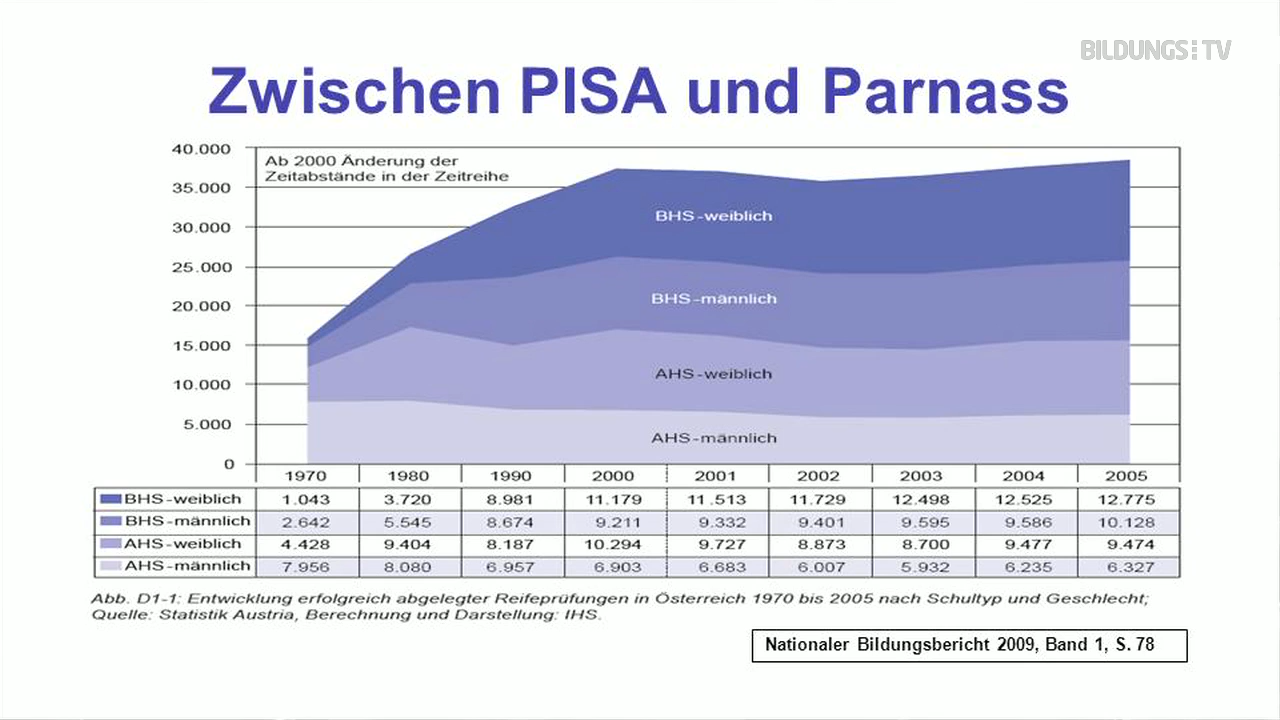 BILDUNGS:TV
Zwischen PISA und Parnass
40.000
Ab 2000 Änderung der
Zeitabstände in der Zeitreihe
35.000
30.000
25.000
20.000
15.000
10.000
5.000
0
BHS-weiblich
BHS-männlich
AHS-weiblich
AHS-männlich
1970 1980 1990 2000 2001 2002 2003 2004 2005
BHS-weiblich 1.043 3.720 8.981 11.179 11.513 11.729 12.498 12.525 12.775
BHS-männlich 2.642 5.545 8.674 9.211 9.332 9.401 9.595 9.586 10.128
AHS-weiblich 4.428 9.404 8.187 10.294 9.727 8.873 8.700 9.477 9.474
AHS-männlich 7.956 8.080 6.957 6.903 6.683 6.007 5.932 6.235 6.327
Abb. D1-1: Entwicklung erfolgreich abgelegter Reifeprüfungen in Österreich 1970 bis 2005 nach Schultyp und Geschlecht;
Quelle: Statistik Austria, Berechnung und Darstellung: IHS.
Nationaler Bildungsbericht 2009, Band 1, S. 78